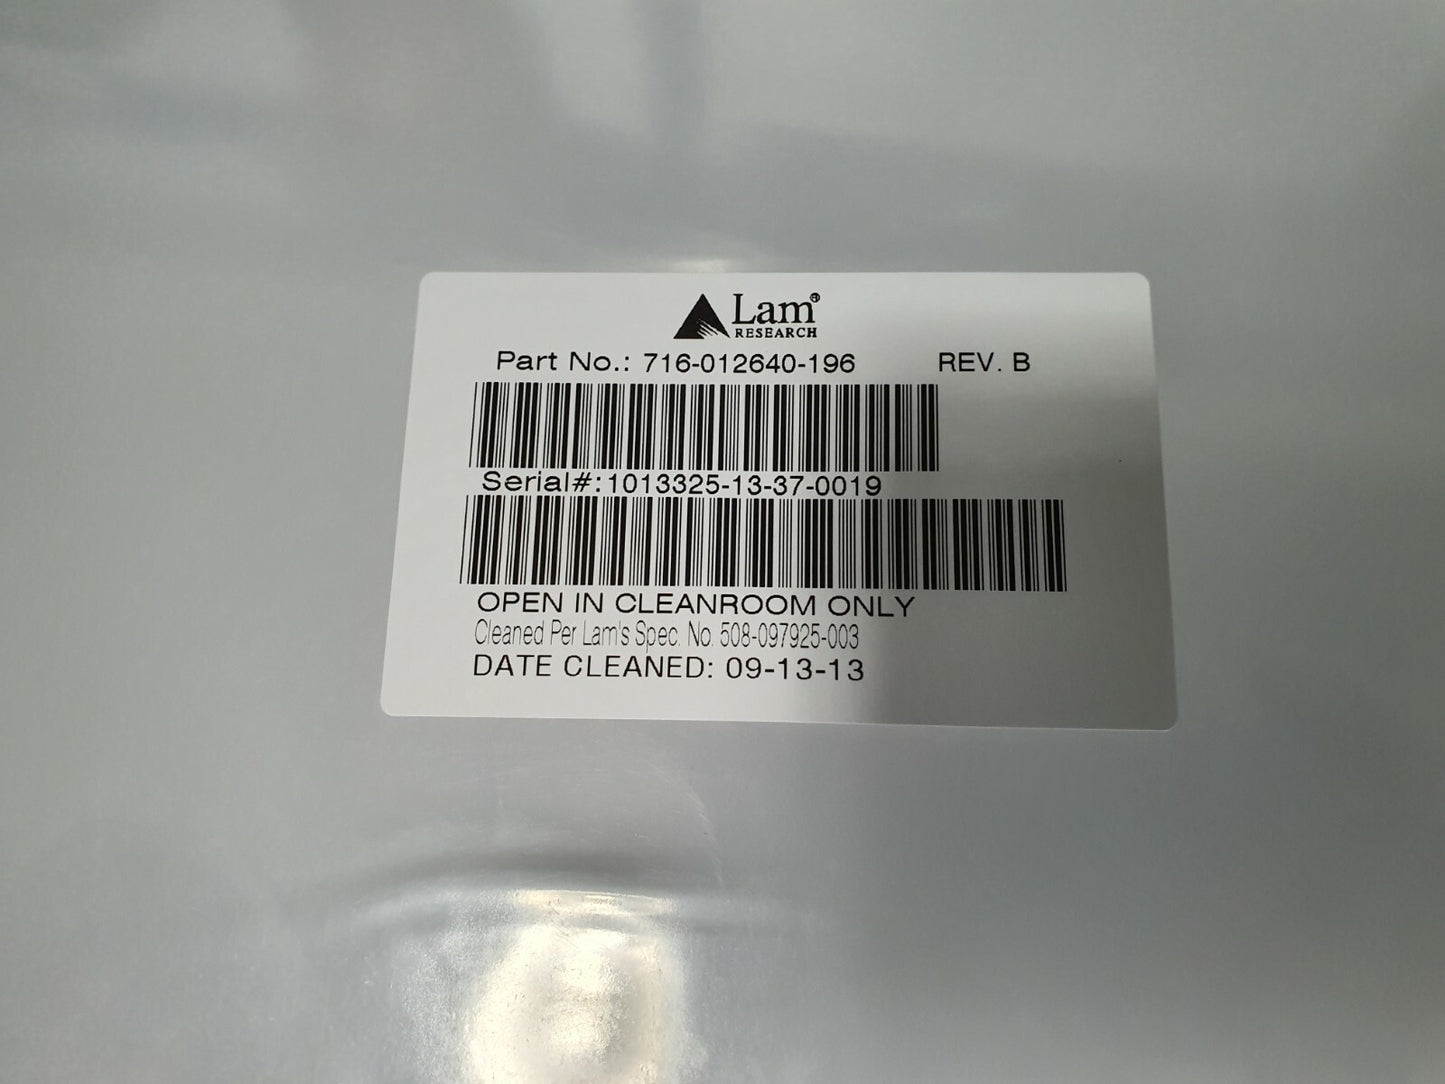 Lam®
RESEARCH
Part No.: 716-012640-196 REV. B
Serial#: 1013325-13-37-0019
OPEN IN CLEANROOM ONLY
Cleaned Per Lam's Spec. No. 508-097925-003
DATE CLEANED: 09-13-13